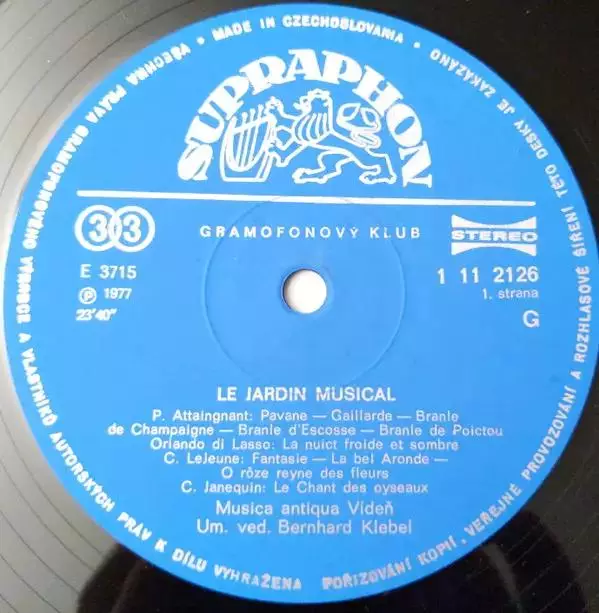 MADE IN CZECHOSLOVAKIA • VŠECHNA PRÁVA GRAMOFONOVÉHO VÝROBCE A VLASTNÍKŮ AUTORSKÝCH PRÁV K DÍLU VYHRAŽENA
POŘIZOVÁNÍ KOPIÍ • VEŘEJNÉ PROVOZOVÁNÍ A ROZHLASOVÉ ŠÍŘENÍ TÉTO DESKY JE ZAKÁZÁNO
SUPRAPHON
33
GRAMOFONOVÝ KLUB
STEREO
E 3715
1 11 2126
Ⓟ 1977
1. strana
23'40"
G
LE JARDIN MUSICAL
P. Attaingnant: Pavane — Gaillarde — Branle
de Champaigne — Branle d'Escosse — Branle de Poictou
Orlando di Lasso: La nuict froide et sombre
C. LeJeune: Fantasie — La bel Aronde —
O rôze reyne des fleurs
C. Janequin: Le Chant des oyseaux
Musica antiqua Vídeň
Um. ved. Bernhard Klebel